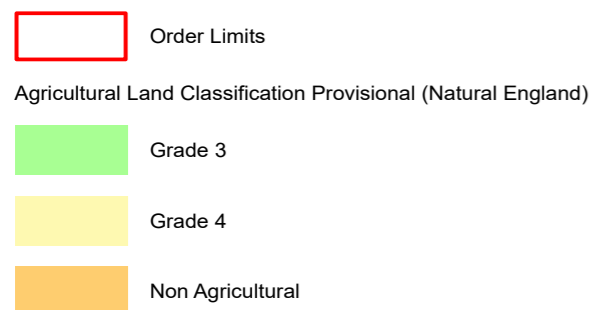 Order Limits
Agricultural Land Classification Provisional (Natural England)
Grade 3
Grade 4
Non Agricultural